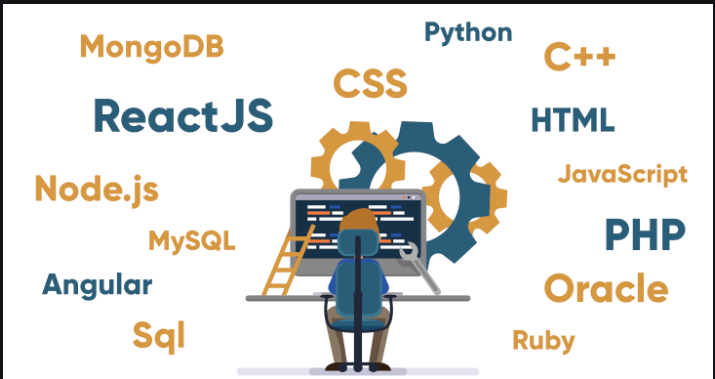 Python
MongoDB
C++
CSS
ReactJS
HTML
JavaScript
Node.js
PHP
MySQL
Angular
Oracle
Sql
Ruby